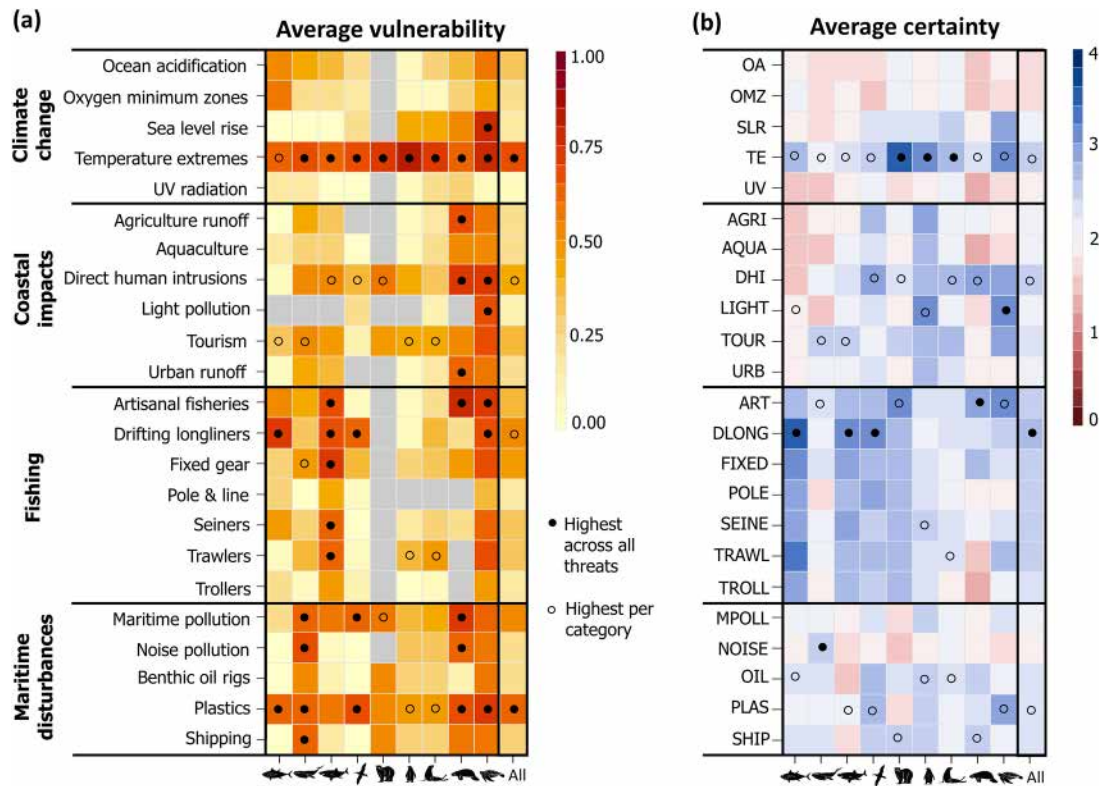 (a)
Average vulnerability
Climate
change
Ocean acidification
Oxygen minimum zones
Sea level rise
Temperature extremes
UV radiation
Coastal
impacts
Agriculture runoff
Aquaculture
Direct human intrusions
Light pollution
Tourism
Urban runoff
Fishing
Artisanal fisheries
Drifting longliners
Fixed gear
Pole & line
Seiners
Trawlers
Trollers
Maritime
disturbances
Maritime pollution
Noise pollution
Benthic oil rigs
Plastics
Shipping
All
1.00
0.75
0.50
0.25
0.00
Highest
across all
threats
Highest per
category
(b)
Average certainty
OA
OMZ
SLR
TE
UV
AGRI
AQUA
DHI
LIGHT
TOUR
URB
ART
DLONG
FIXED
POLE
SEINE
TRAWL
TROLL
MPOLL
NOISE
OIL
PLAS
SHIP
All
4
3
2
1
0